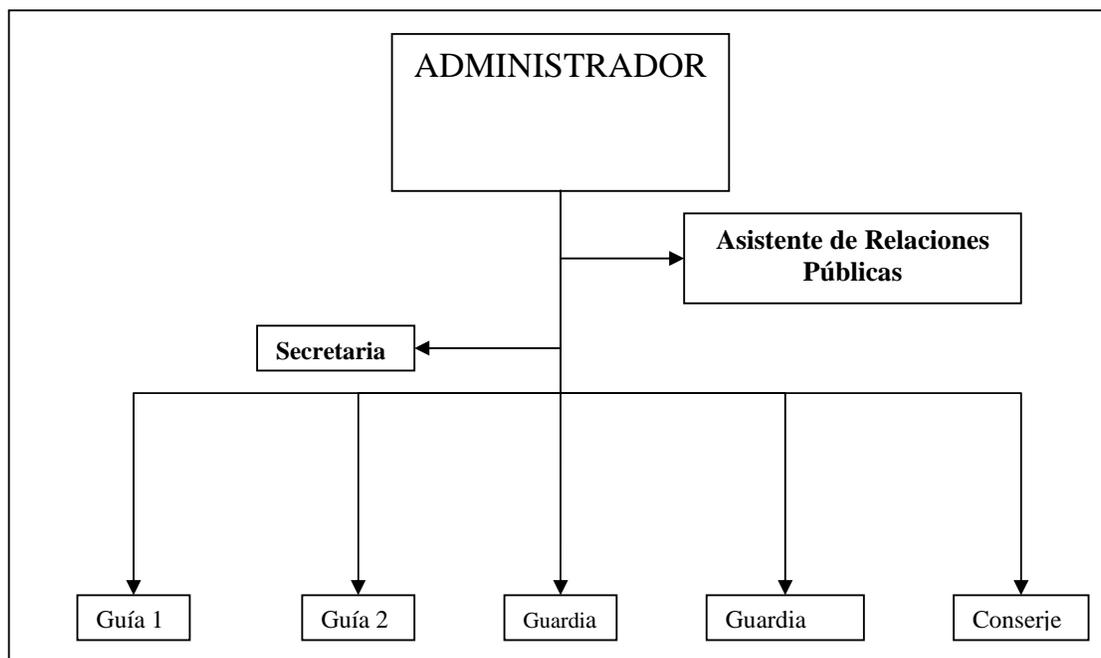 ADMINISTRADOR
Asistente de Relaciones
Públicas
Secretaria
Guía 1
Guía 2
Guardia
Guardia
Conserje